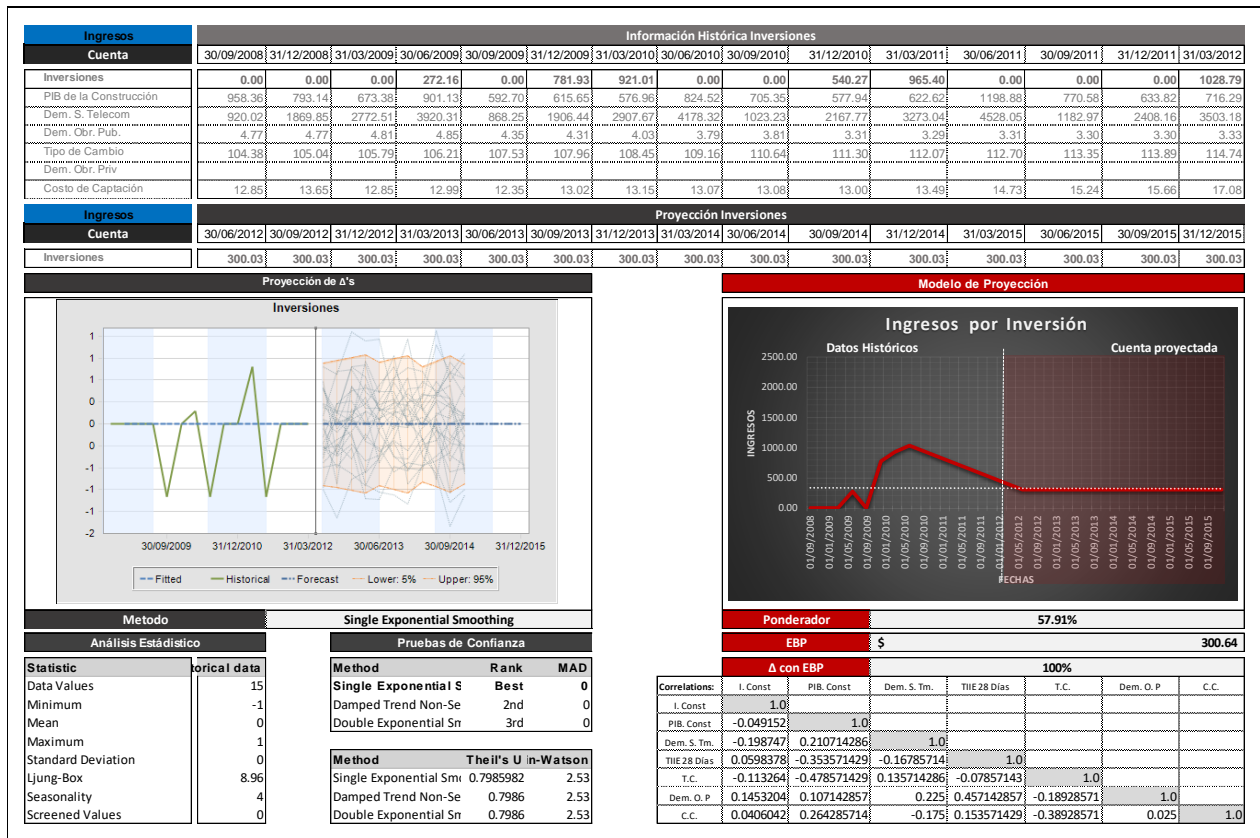 Ingresos Información Histórica Inversiones
Cuenta 30/09/2008 31/12/2008 31/03/2009 30/06/2009 30/09/2009 31/12/2009 31/03/2010 30/06/2010 30/09/2010 31/12/2010 31/03/2011 30/06/2011 30/09/2011 31/12/2011 31/03/2012
Inversiones 0.00 0.00 0.00 272.16 0.00 781.93 921.01 0.00 0.00 540.27 965.40 0.00 0.00 0.00 1028.79
PIB de la Construcción 958.36 793.14 673.38 901.13 592.70 615.65 576.96 824.52 705.35 577.94 622.62 1198.88 770.58 633.82 716.29
Dem. S. Telecom 920.02 1869.85 2772.51 3920.31 868.25 1906.44 2907.67 4178.32 1023.23 2167.77 3273.04 4528.05 1182.97 2408.16 3503.18
Dem. Obr. Pub. 4.77 4.77 4.81 4.85 4.35 4.31 4.03 3.79 3.81 3.31 3.29 3.31 3.30 3.30 3.33
Tipo de Cambio 104.38 105.04 105.79 106.21 107.53 107.96 108.45 109.16 110.64 111.30 112.07 112.70 113.35 113.89 114.74
Dem. Obr. Priv
Costo de Captación 12.85 13.65 12.85 12.99 12.35 13.02 13.15 13.07 13.08 13.00 13.49 14.73 15.24 15.66 17.08
Ingresos Proyección Inversiones
Cuenta 30/06/2012 30/09/2012 31/12/2012 31/03/2013 30/06/2013 30/09/2013 31/12/2013 31/03/2014 30/06/2014 30/09/2014 31/12/2014 31/03/2015 30/06/2015 30/09/2015 31/12/2015
Inversiones 300.03 300.03 300.03 300.03 300.03 300.03 300.03 300.03 300.03 300.03 300.03 300.03 300.03 300.03 300.03
Proyección de Δ's
Inversiones
1
1
1
0
0
0
-1
-1
-1
-2
30/09/2009 31/12/2010 31/03/2012 30/06/2013 30/09/2014 31/12/2015
Fitted Historical Forecast Lower: 5% Upper: 95%
Modelo de Proyección
Ingresos por Inversión
Datos Históricos Cuenta proyectada
INGRESOS
2500.00
2000.00
1500.00
1000.00
500.00
0.00
01/09/2008 01/01/2009 01/05/2009 01/09/2009 01/01/2010 01/05/2010 01/09/2010 01/01/2011 01/05/2011 01/09/2011 01/01/2012 01/05/2012 01/09/2012 01/01/2013 01/05/2013 01/09/2013 01/01/2014 01/05/2014 01/09/2014 01/01/2015 01/05/2015 01/09/2015
FECHAS
Metodo Single Exponential Smoothing
Análisis Estádistico
Statistic torical data
Data Values 15
Minimum -1
Mean 0
Maximum 1
Standard Deviation 0
Ljung-Box 8.96
Seasonality 4
Screened Values 0
Pruebas de Confianza
Method Rank MAD
Single Exponential S Best 0
Damped Trend Non-Se 2nd 0
Double Exponential Sm 3rd 0
Method Theil's U in-Watson
Single Exponential Smo 0.7985982 2.53
Damped Trend Non-Se 0.7986 2.53
Double Exponential Sm 0.7986 2.53
Ponderador 57.91%
EBP $ 300.64
Δ con EBP 100%
Correlations: I. Const PIB. Const Dem. S. Tm. TIIE 28 Días T.C. Dem. O. P C.C.
I. Const 1.0
PIB. Const -0.049152 1.0
Dem. S. Tm. -0.198747 0.210714286 1.0
TIIE 28 Días 0.0598378 -0.353571429 -0.16785714 1.0
T.C. -0.113264 -0.478571429 0.135714286 -0.07857143 1.0
Dem. O. P 0.1453204 0.107142857 0.225 0.457142857 -0.18928571 1.0
C.C. 0.0406042 0.264285714 -0.175 0.153571429 -0.38928571 0.025 1.0